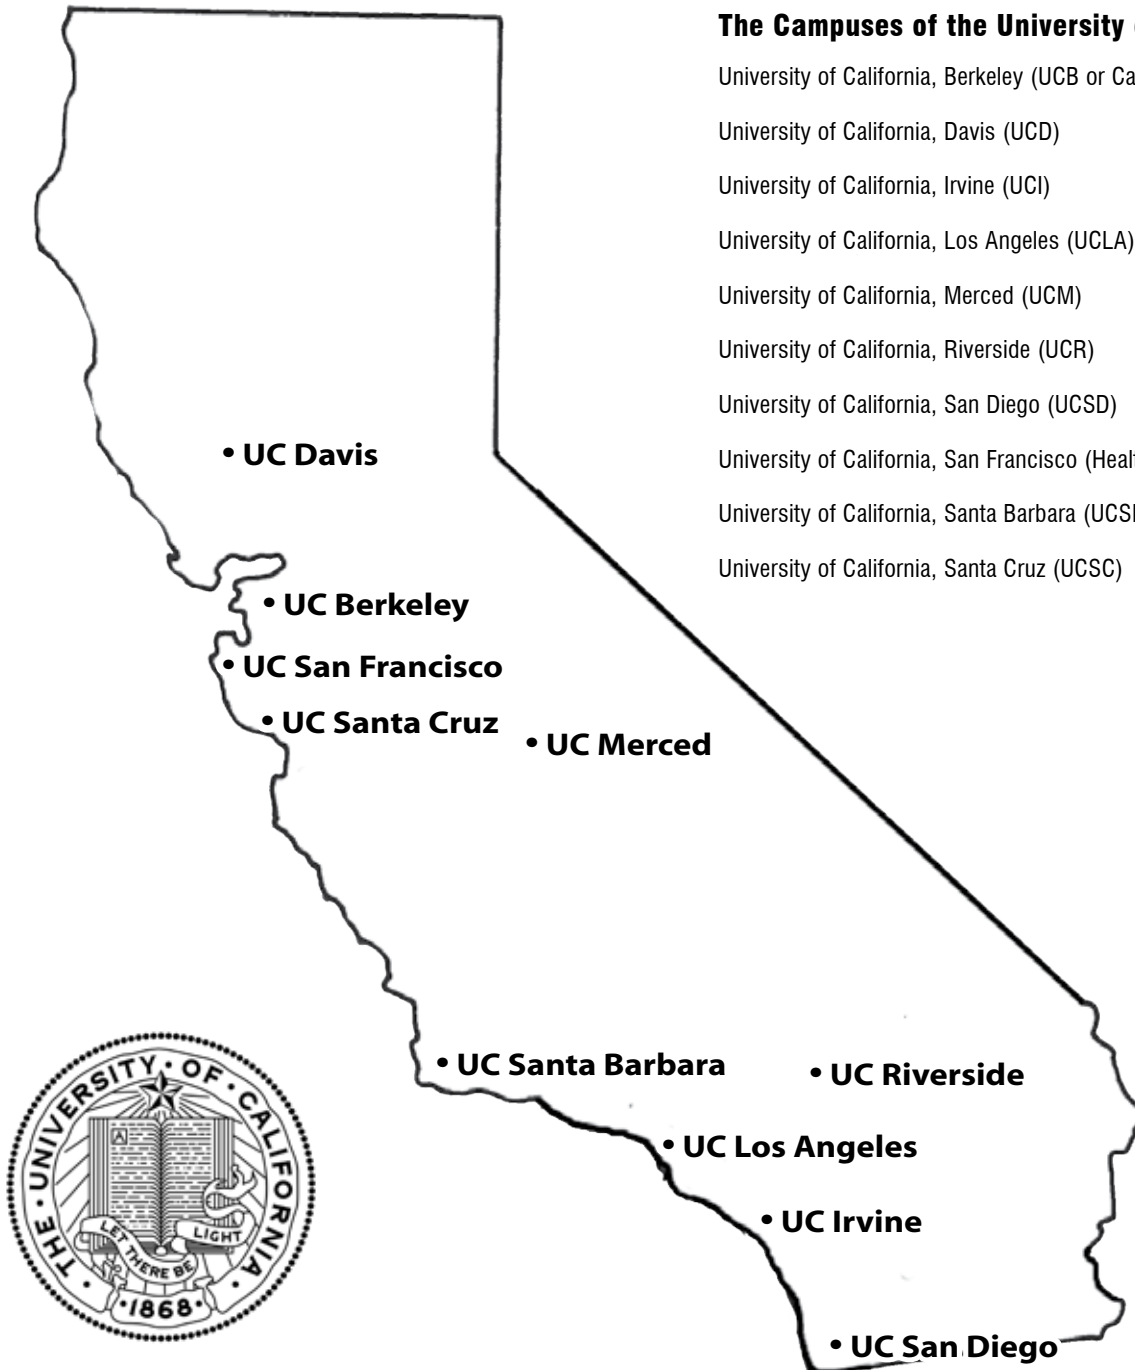 The Campuses of the University
University of California, Berkeley (UCB or Ca
University of California, Davis (UCD)
University of California, Irvine (UCI)
University of California, Los Angeles (UCLA)
University of California, Merced (UCM)
University of California, Riverside (UCR)
University of California, San Diego (UCSD)
University of California, San Francisco (Healt
University of California, Santa Barbara (UCS
University of California, Santa Cruz (UCSC)
• UC Davis
• UC Berkeley
• UC San Francisco
• UC Santa Cruz
• UC Merced
• UC Santa Barbara
• UC Riverside
• UC Los Angeles
• UC Irvine
• UC San Diego
• THE • UNIVERSITY • OF • CALIFORNIA •
A
LET THERE BE
LIGHT
•1868•